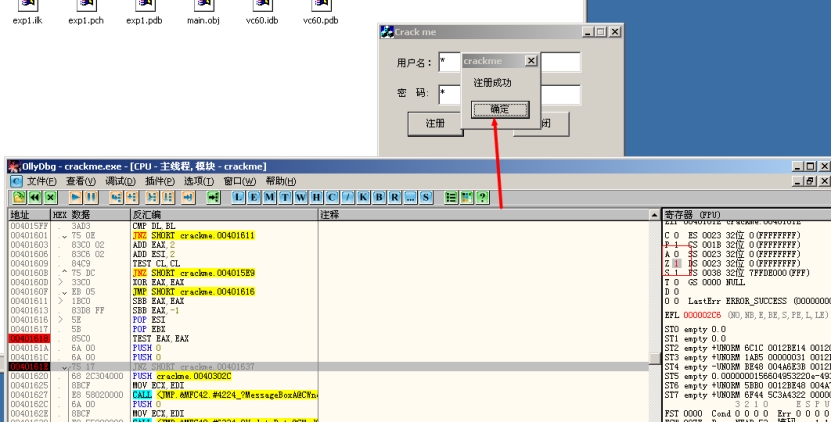 exp1.ilk exp1.pch exp1.pdb main.obj vc60.idb vc60.pdb
Crack me
用户名： *
crackme
注册成功
密 码: *
确定
注册 闭
OllyDbg - crackme.exe - [CPU - 主线程, 模块 - crackme]
C 文件(F) 查看(V) 调试(D) 插件(P) 选项(T) 窗口(W) 帮助(H)
L E M T W H C / K B R ... S
地址 HEX 数据 反汇编 注释 寄存器 (FPU)
004015FF . 3AD3 CMP DL,BL
00401601 . 75 0E JNZ SHORT crackme.00401611
00401603 . 83C0 02 ADD EAX,2
00401606 . 83C6 02 ADD ESI,2
00401609 . 84C9 TEST CL,CL
0040160B .^ 75 DC JNZ SHORT crackme.004015E9
0040160D > 33C0 XOR EAX,EAX
0040160F . EB 05 JMP SHORT crackme.00401616
00401611 > 1BC0 SBB EAX,EAX
00401613 . 83D8 FF SBB EAX,-1
00401616 > 5E POP ESI
00401617 . 5B POP EBX
00401618 . 85C0 TEST EAX,EAX
0040161A . 6A 00 PUSH 0
0040161C . 6A 00 PUSH 0
0040161E . 75 17 JNZ SHORT crackme.00401637
00401620 . 68 2C304000 PUSH crackme.0040302C
00401625 . 8BCF MOV ECX,EDI
00401627 . E8 58020000 CALL <JMP.&MFC42.#4224_?MessageBoxA@CWn
0040162C . 6A 00 PUSH 0
0040162E . 8BCF MOV ECX,EDI
C 0 ES 0023 32位 0(FFFFFFFF)
P 1 CS 001B 32位 0(FFFFFFFF)
A 0 SS 0023 32位 0(FFFFFFFF)
Z 1 DS 0023 32位 0(FFFFFFFF)
S 1 FS 0038 32位 7FFDE000(FFF)
T 0 GS 0000 NULL
D 0
O 0 LastErr ERROR_SUCCESS (0000000
EFL 000002C6 (NO,NB,E,BE,S,PE,L,LE)
ST0 empty 0.0
ST1 empty 0.0
ST2 empty +UNORM 6C1C 0012BE14 0012
ST3 empty +UNORM 1AB5 00000031 0012
ST4 empty -UNORM BE48 004A6E3B 0012
ST5 empty 0.0000000156604953220e-49
ST6 empty +UNORM 5BB0 0012BE48 004A
ST7 empty +UNORM 6F44 5C3A4322 0000
3 2 1 0 E S P U
FST 0000 Cond 0 0 0 0 Err 0 0 0 0